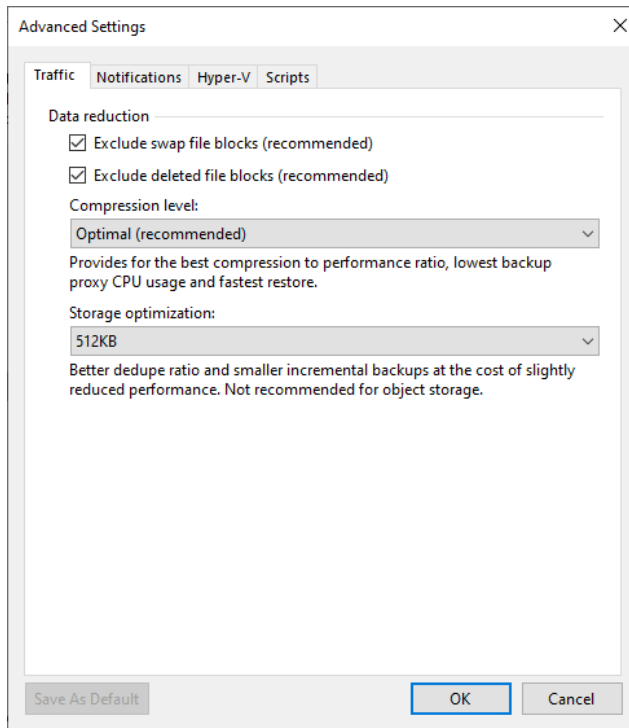 Advanced Settings
Traffic
Notifications
Hyper-V
Scripts
Data reduction
Exclude swap file blocks (recommended)
Exclude deleted file blocks (recommended)
Compression level:
Optimal (recommended)
Provides for the best compression to performance ratio, lowest backup
proxy CPU usage and fastest restore.
Storage optimization:
512KB
Better dedupe ratio and smaller incremental backups at the cost of slightly
reduced performance. Not recommended for object storage.
Save As Default
OK
Cancel